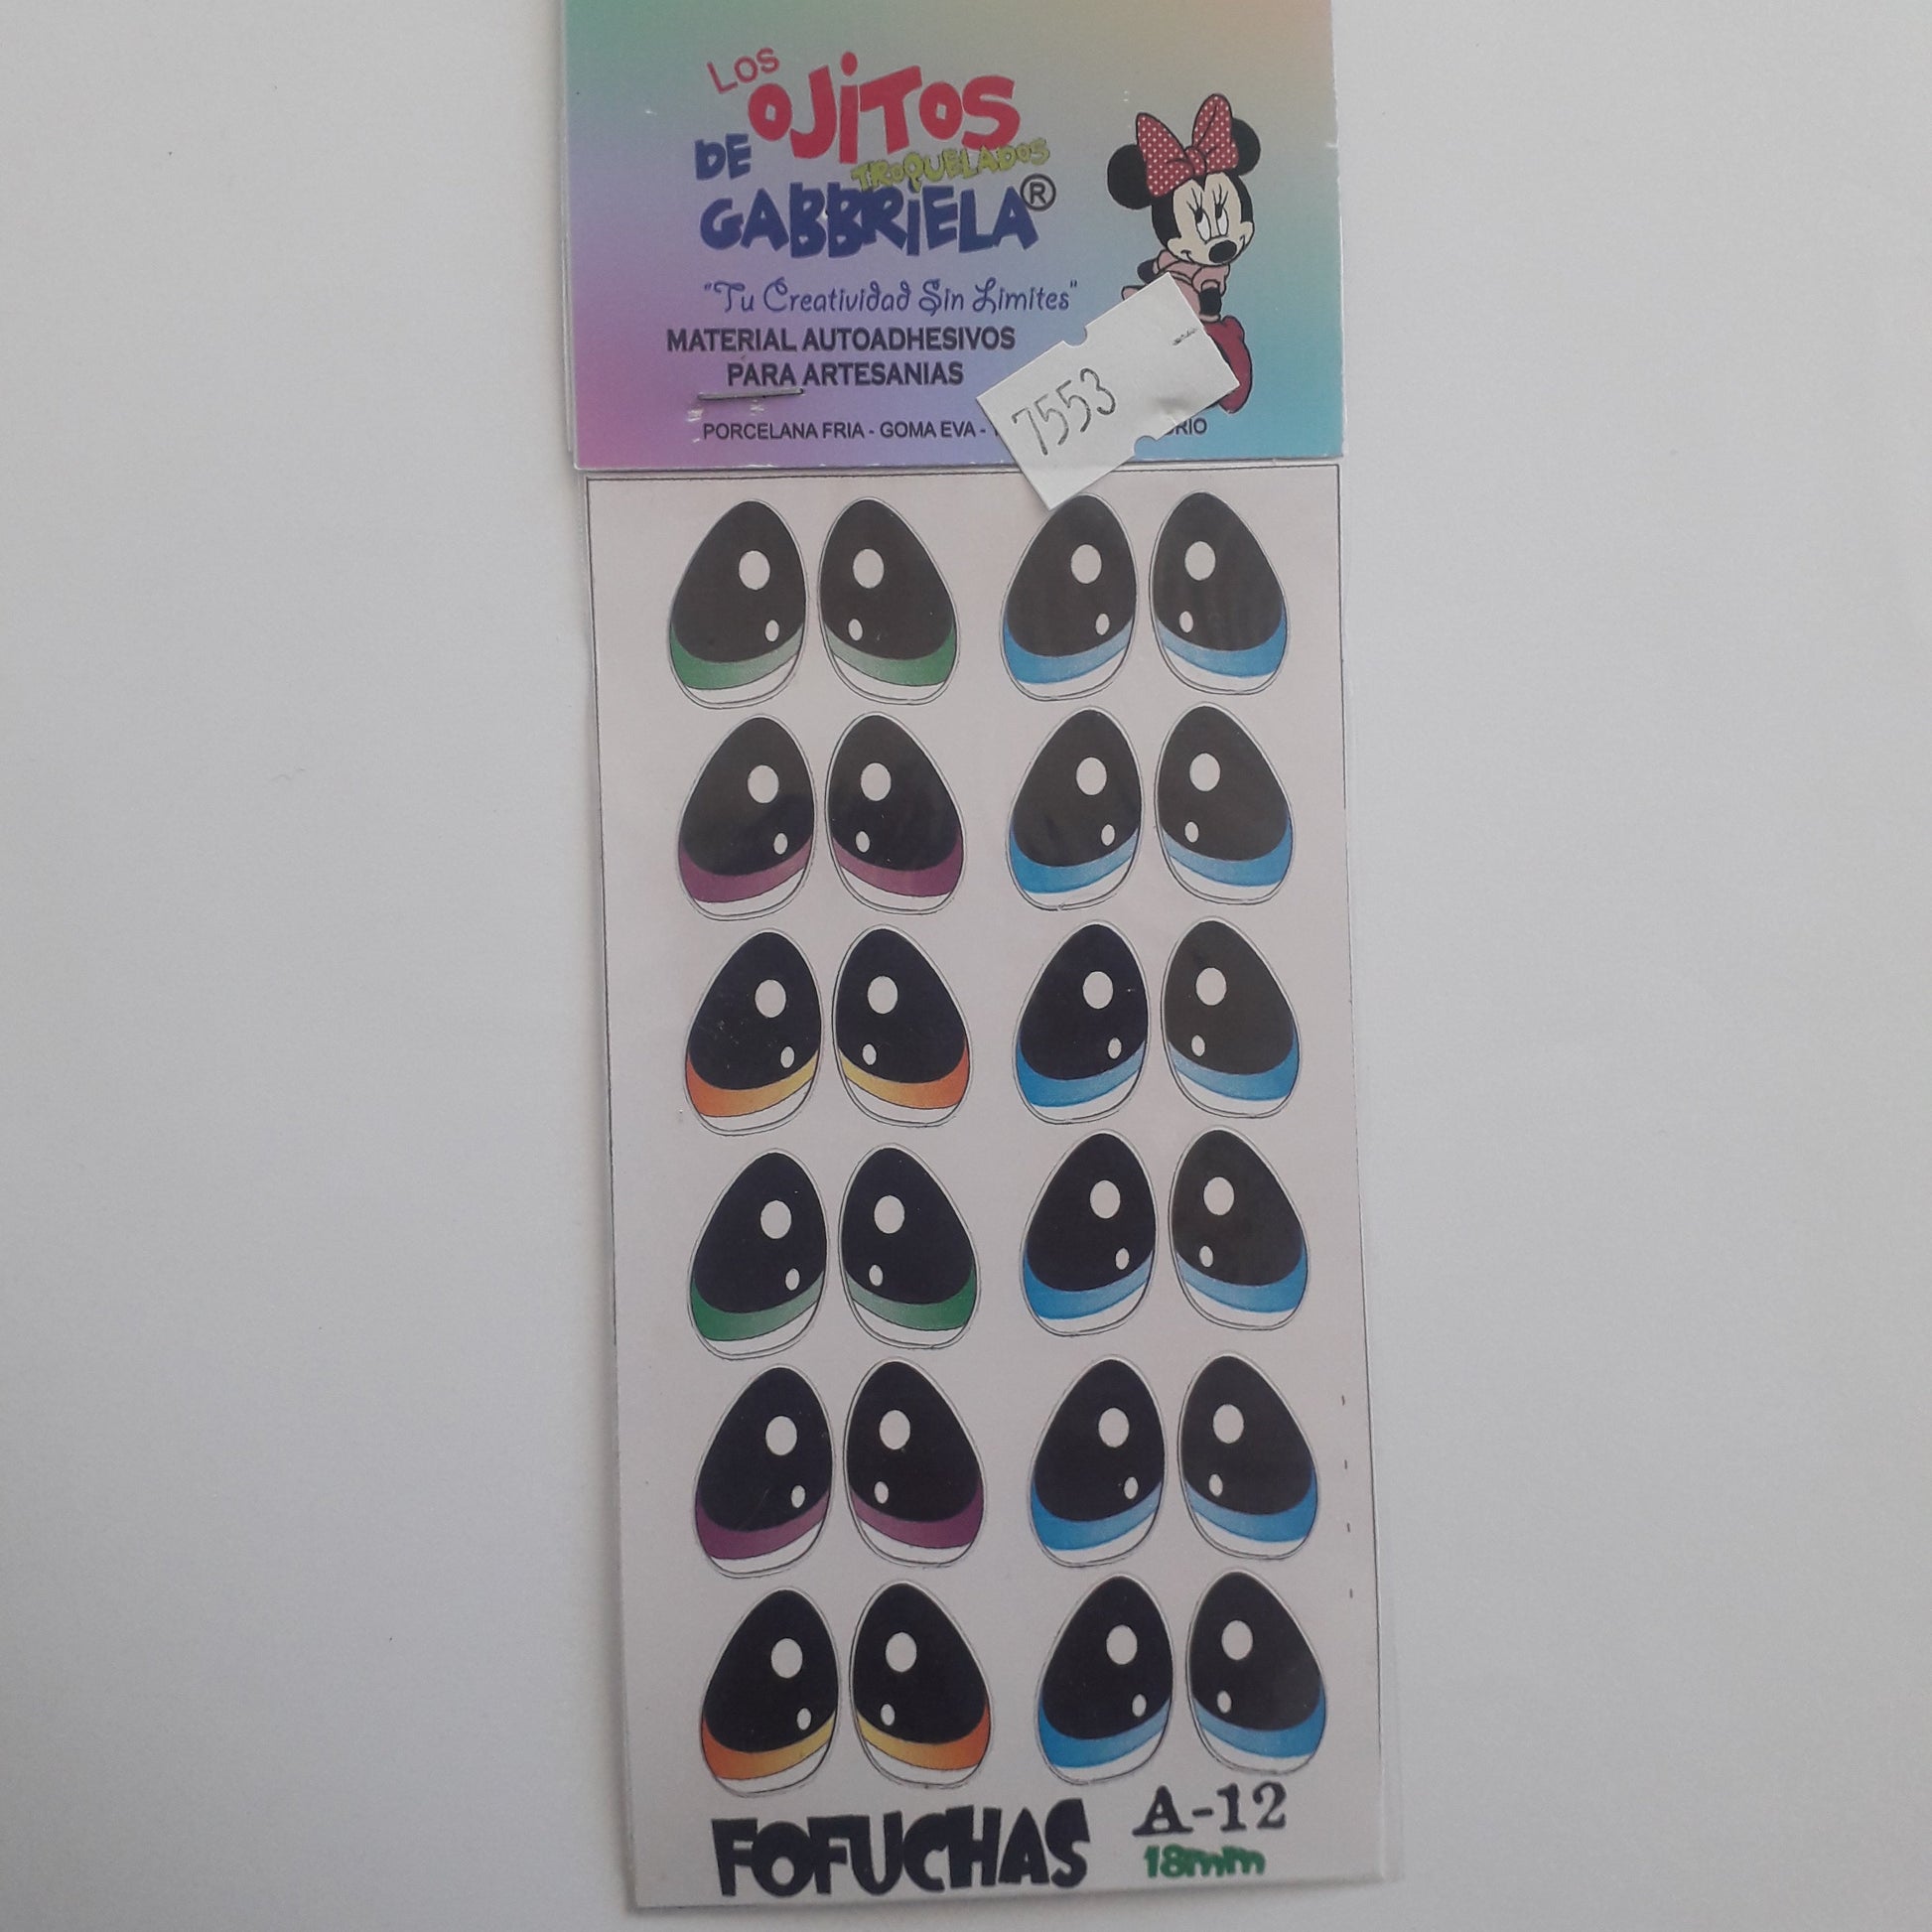 LOS
OJITOS
DE TROQUELADOS
GABBRIELA®
"Tu Creatividad Sin Limites"
MATERIAL AUTOADHESIVOS
PARA ARTESANIAS
7553
PORCELANA FRIA - GOMA EVA -
FOFUCHAS
A-12
18mm